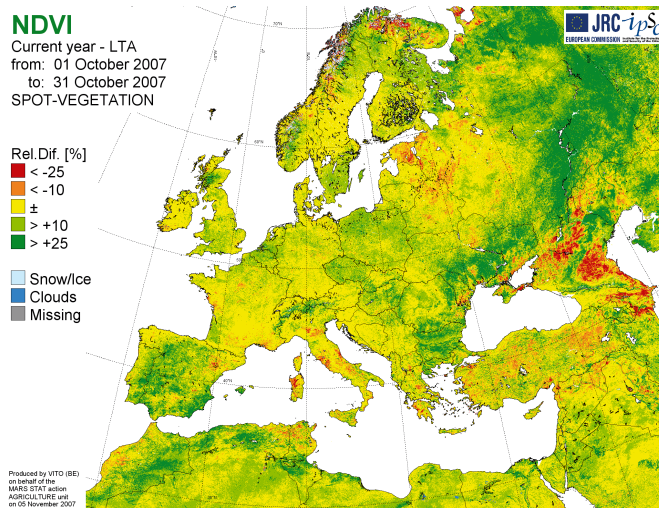 NDVI
Current year - LTA
from: 01 October 2007
to: 31 October 2007
SPOT-VEGETATION
JRC
EUROPEAN COMMISSION
Rel.Dif. [%]
< -25
< -10
±
> +10
> +25
Snow/Ice
Clouds
Missing
Produced by VITO (BE)
on behalf of the
MARS STAT action
AGRICULTURE unit
on 05 November 2007